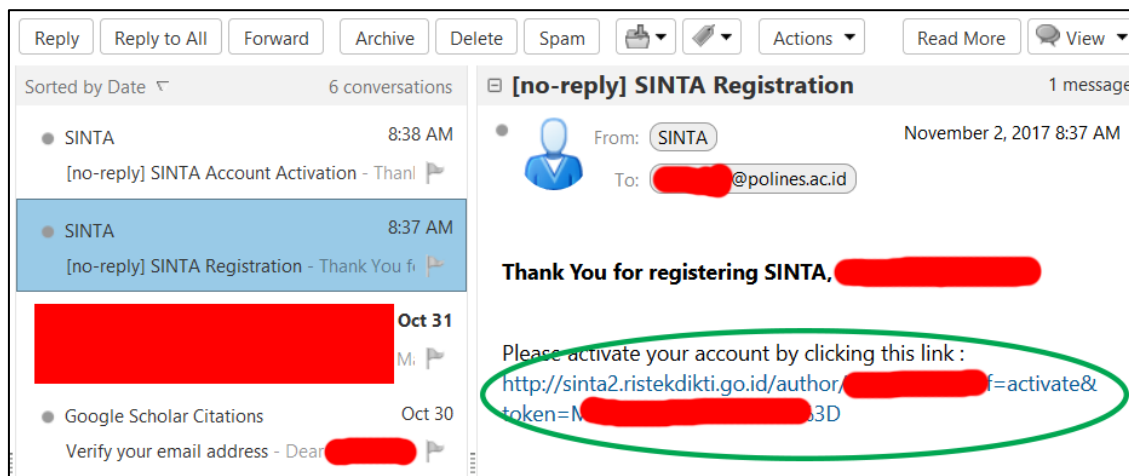 Reply Reply to All Forward Archive Delete Spam Actions Read More View
Sorted by Date 6 conversations
SINTA 8:38 AM
[no-reply] SINTA Account Activation - Thank
SINTA 8:37 AM
[no-reply] SINTA Registration - Thank You f
Oct 31
Google Scholar Citations Oct 30
Verify your email address - Dear
[no-reply] SINTA Registration 1 message
From: SINTA November 2, 2017 8:37 AM
To: @polines.ac.id
Thank You for registering SINTA,
Please activate your account by clicking this link :
http://sinta2.ristekdikti.go.id/author/ f=activate&
token=M 3D